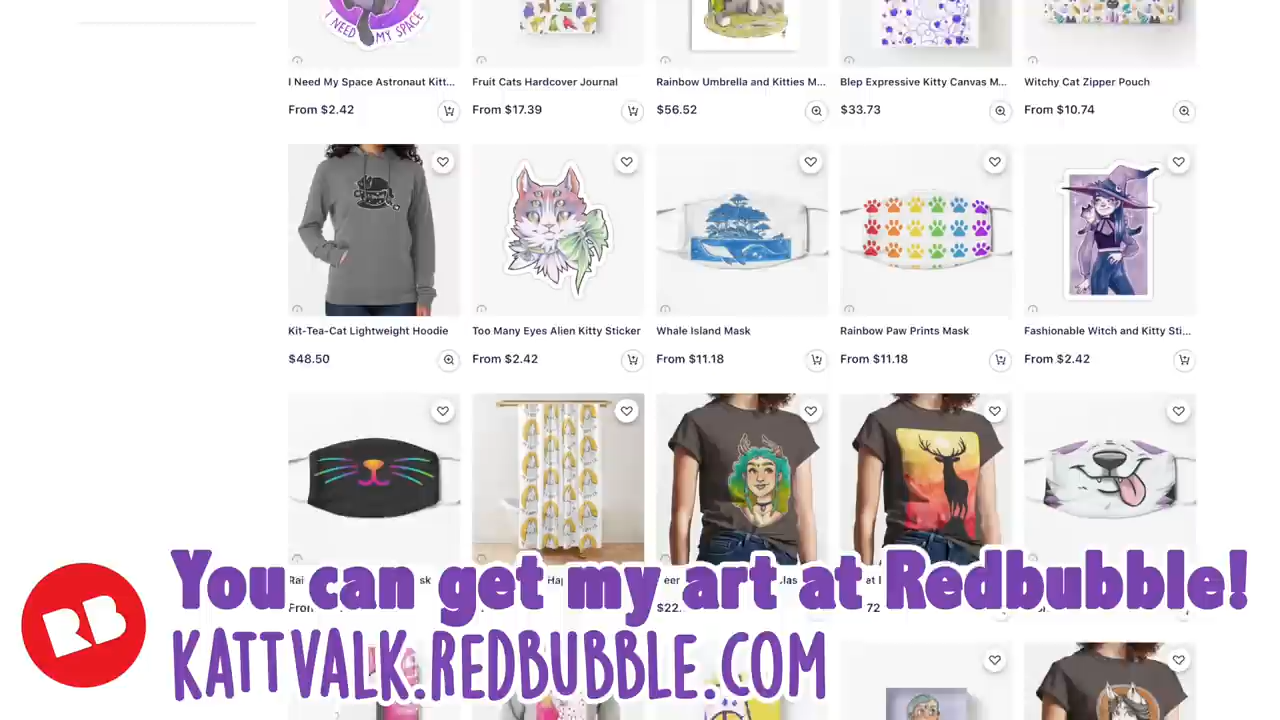 I NEED MY SPACE
I Need My Space Astronaut Kitt... Fruit Cats Hardcover Journal Rainbow Umbrella and Kitties M... Blep Expressive Kitty Canvas M... Witchy Cat Zipper Pouch
From $2.42 From $17.39 $56.52 $33.73 From $10.74
Kit-Tea-Cat Lightweight Hoodie Too Many Eyes Alien Kitty Sticker Whale Island Mask Rainbow Paw Prints Mask Fashionable Witch and Kitty Sti...
$48.50 From $2.42 From $11.18 From $11.18 From $2.42
You can get my art at Redbubble!
RB
KATTVALK.REDBUBBLE.COM